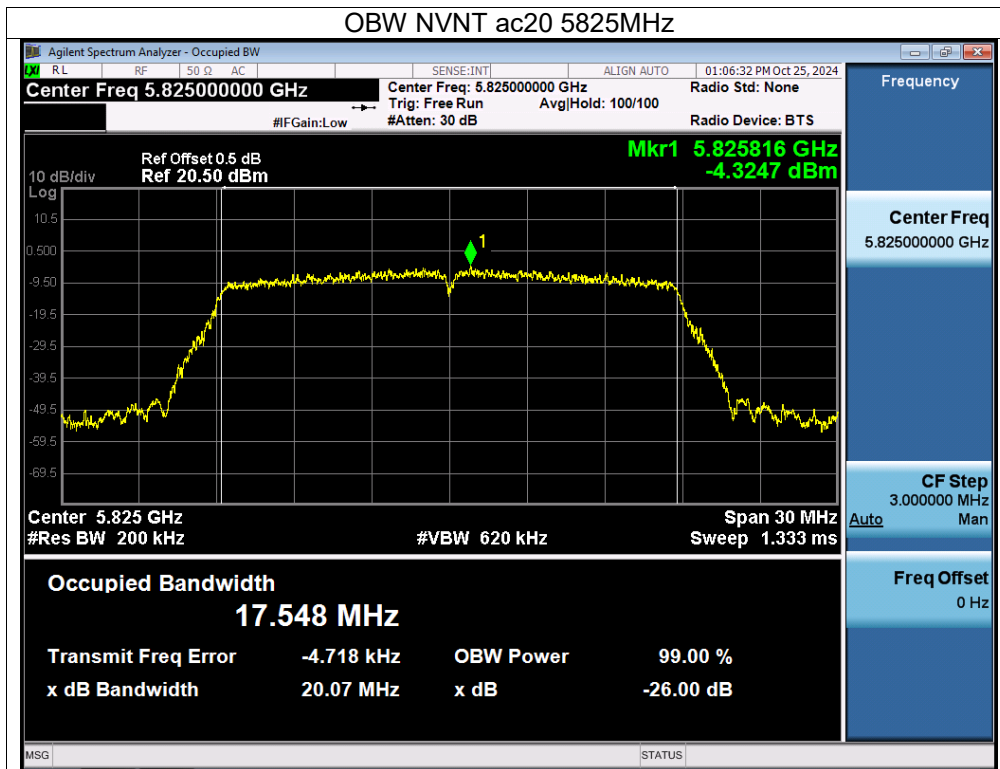 OBW NVNT ac20 5825MHz
Agilent Spectrum Analyzer - Occupied BW
LXI RL RF 50 Ω AC SENSE:INT ALIGN AUTO 01:06:32 PM Oct 25, 2024
Center Freq 5.825000000 GHz
Center Freq: 5.825000000 GHz Radio Std: None
Trig: Free Run Avg|Hold: 100/100
#IFGain:Low #Atten: 30 dB Radio Device: BTS
Frequency
Mkr1 5.825816 GHz
-4.3247 dBm
Ref Offset 0.5 dB
10 dB/div Ref 20.50 dBm
Log
10.5
0.500
-9.50
-19.5
-29.5
-39.5
-49.5
-59.5
-69.5
1
Center 5.825 GHz Span 30 MHz
#Res BW 200 kHz #VBW 620 kHz Sweep 1.333 ms
Center Freq
5.825000000 GHz
CF Step
3.000000 MHz
Auto Man
Freq Offset
0 Hz
Occupied Bandwidth
17.548 MHz
Transmit Freq Error -4.718 kHz OBW Power 99.00 %
x dB Bandwidth 20.07 MHz x dB -26.00 dB
MSG STATUS